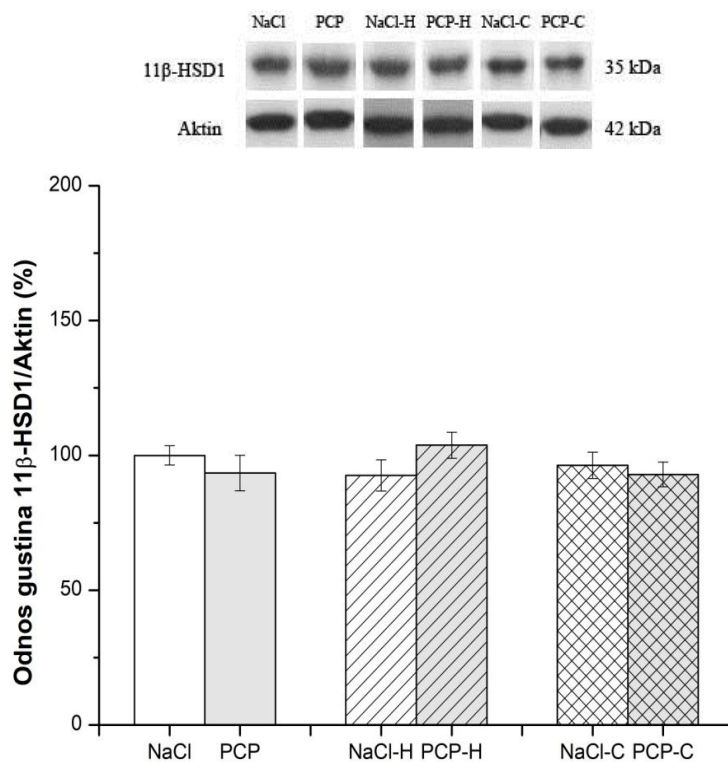 NaCl PCP NaCl-H PCP-H NaCl-C PCP-C
11β-HSD1 35 kDa
Aktin 42 kDa
Odnos gustina 11β-HSD1/Aktin (%)
200
150
100
50
0
NaCl PCP NaCl-H PCP-H NaCl-C PCP-C